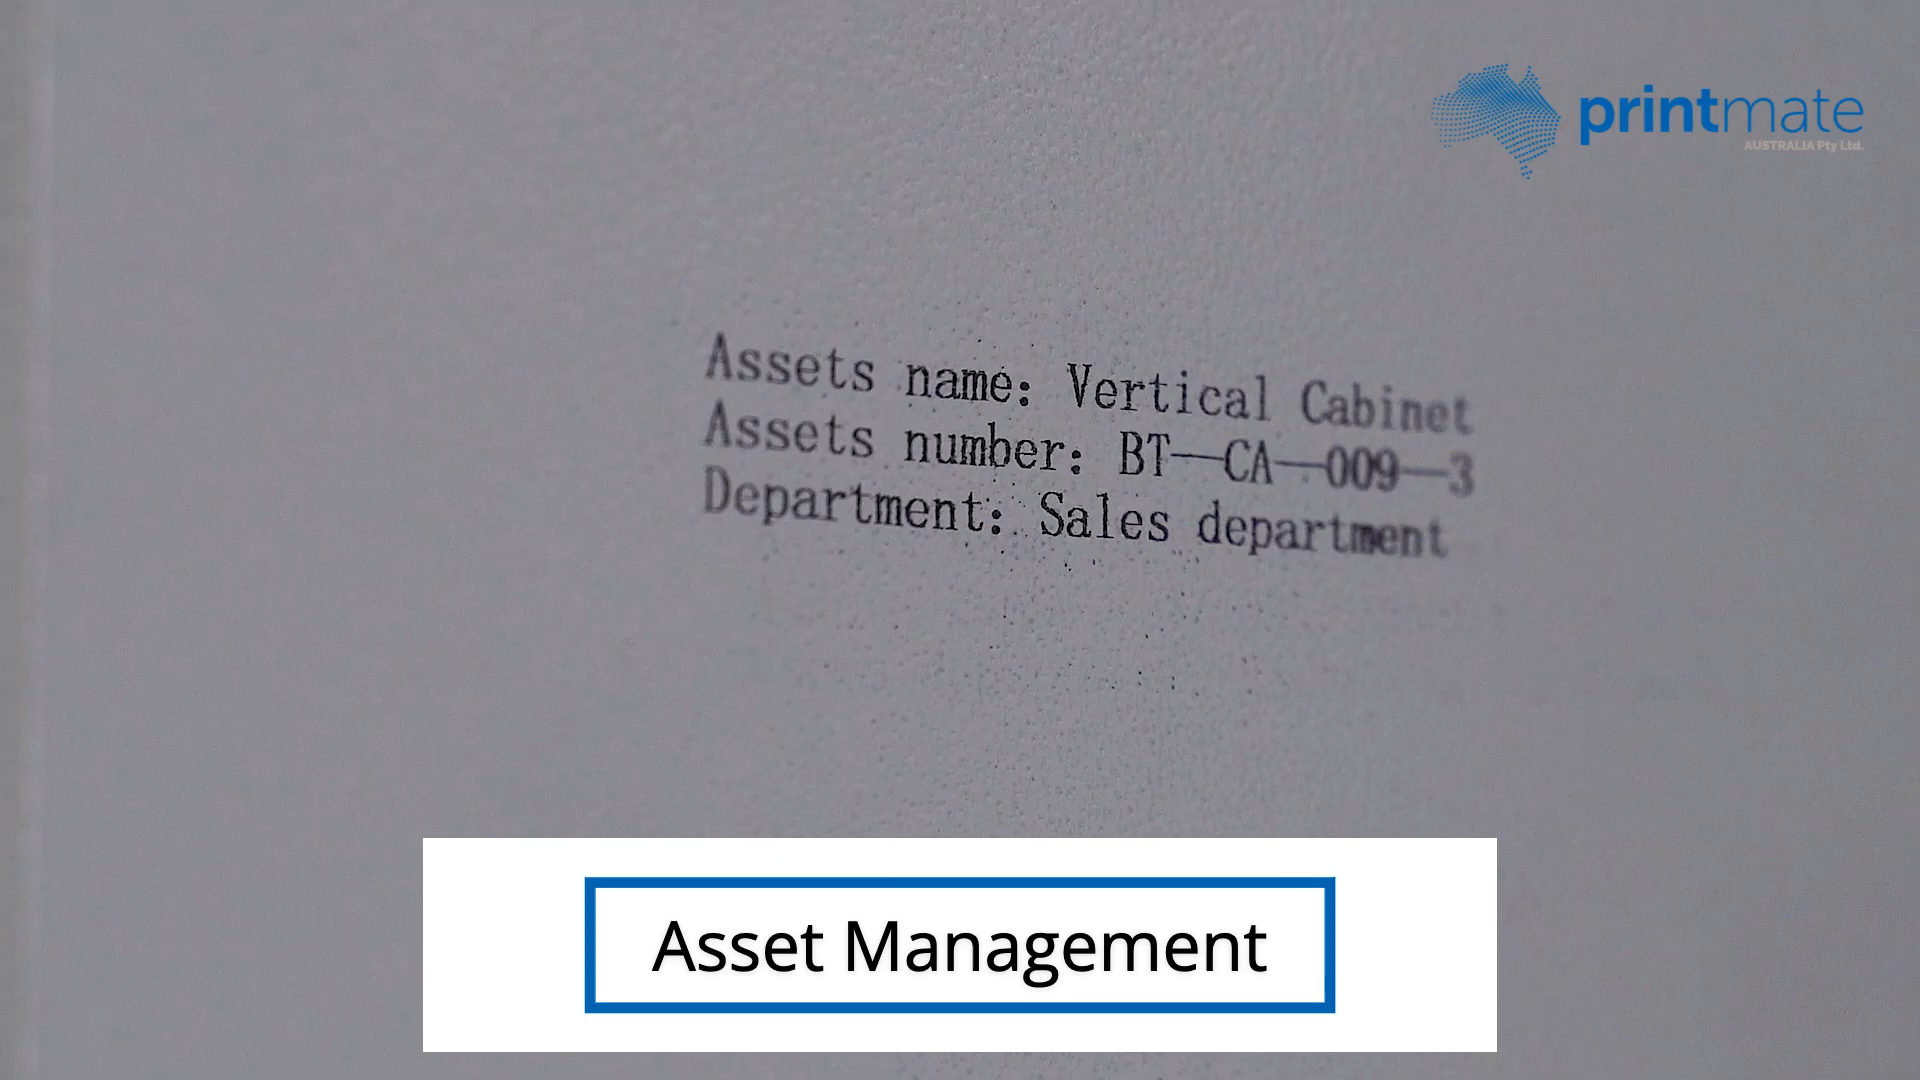 printmate
AUSTRALIA Pty Ltd.
Assets name: Vertical Cabinet
Assets number: BT—CA—009—3
Department: Sales department
Asset Management